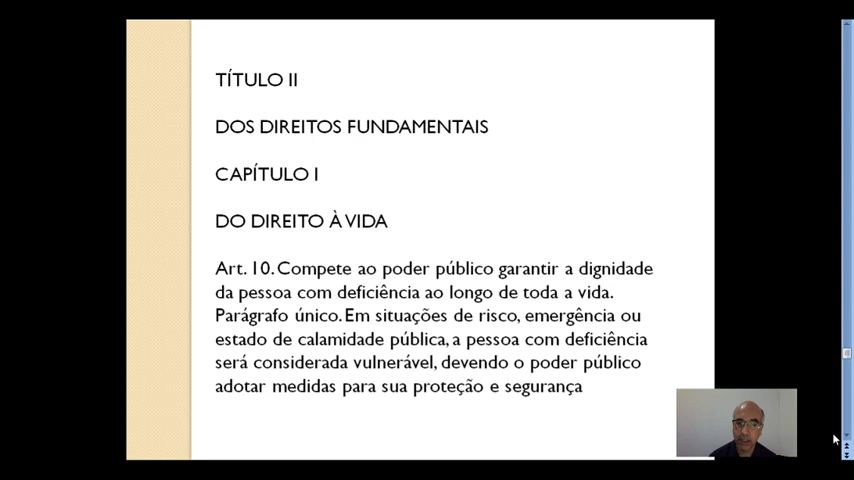 TÍTULO II
DOS DIREITOS FUNDAMENTAIS
CAPÍTULO I
DO DIREITO À VIDA
Art. 10. Compete ao poder público garantir a dignidade
da pessoa com deficiência ao longo de toda a vida.
Parágrafo único. Em situações de risco, emergência ou
estado de calamidade pública, a pessoa com deficiência
será considerada vulnerável, devendo o poder público
adotar medidas para sua proteção e segurança